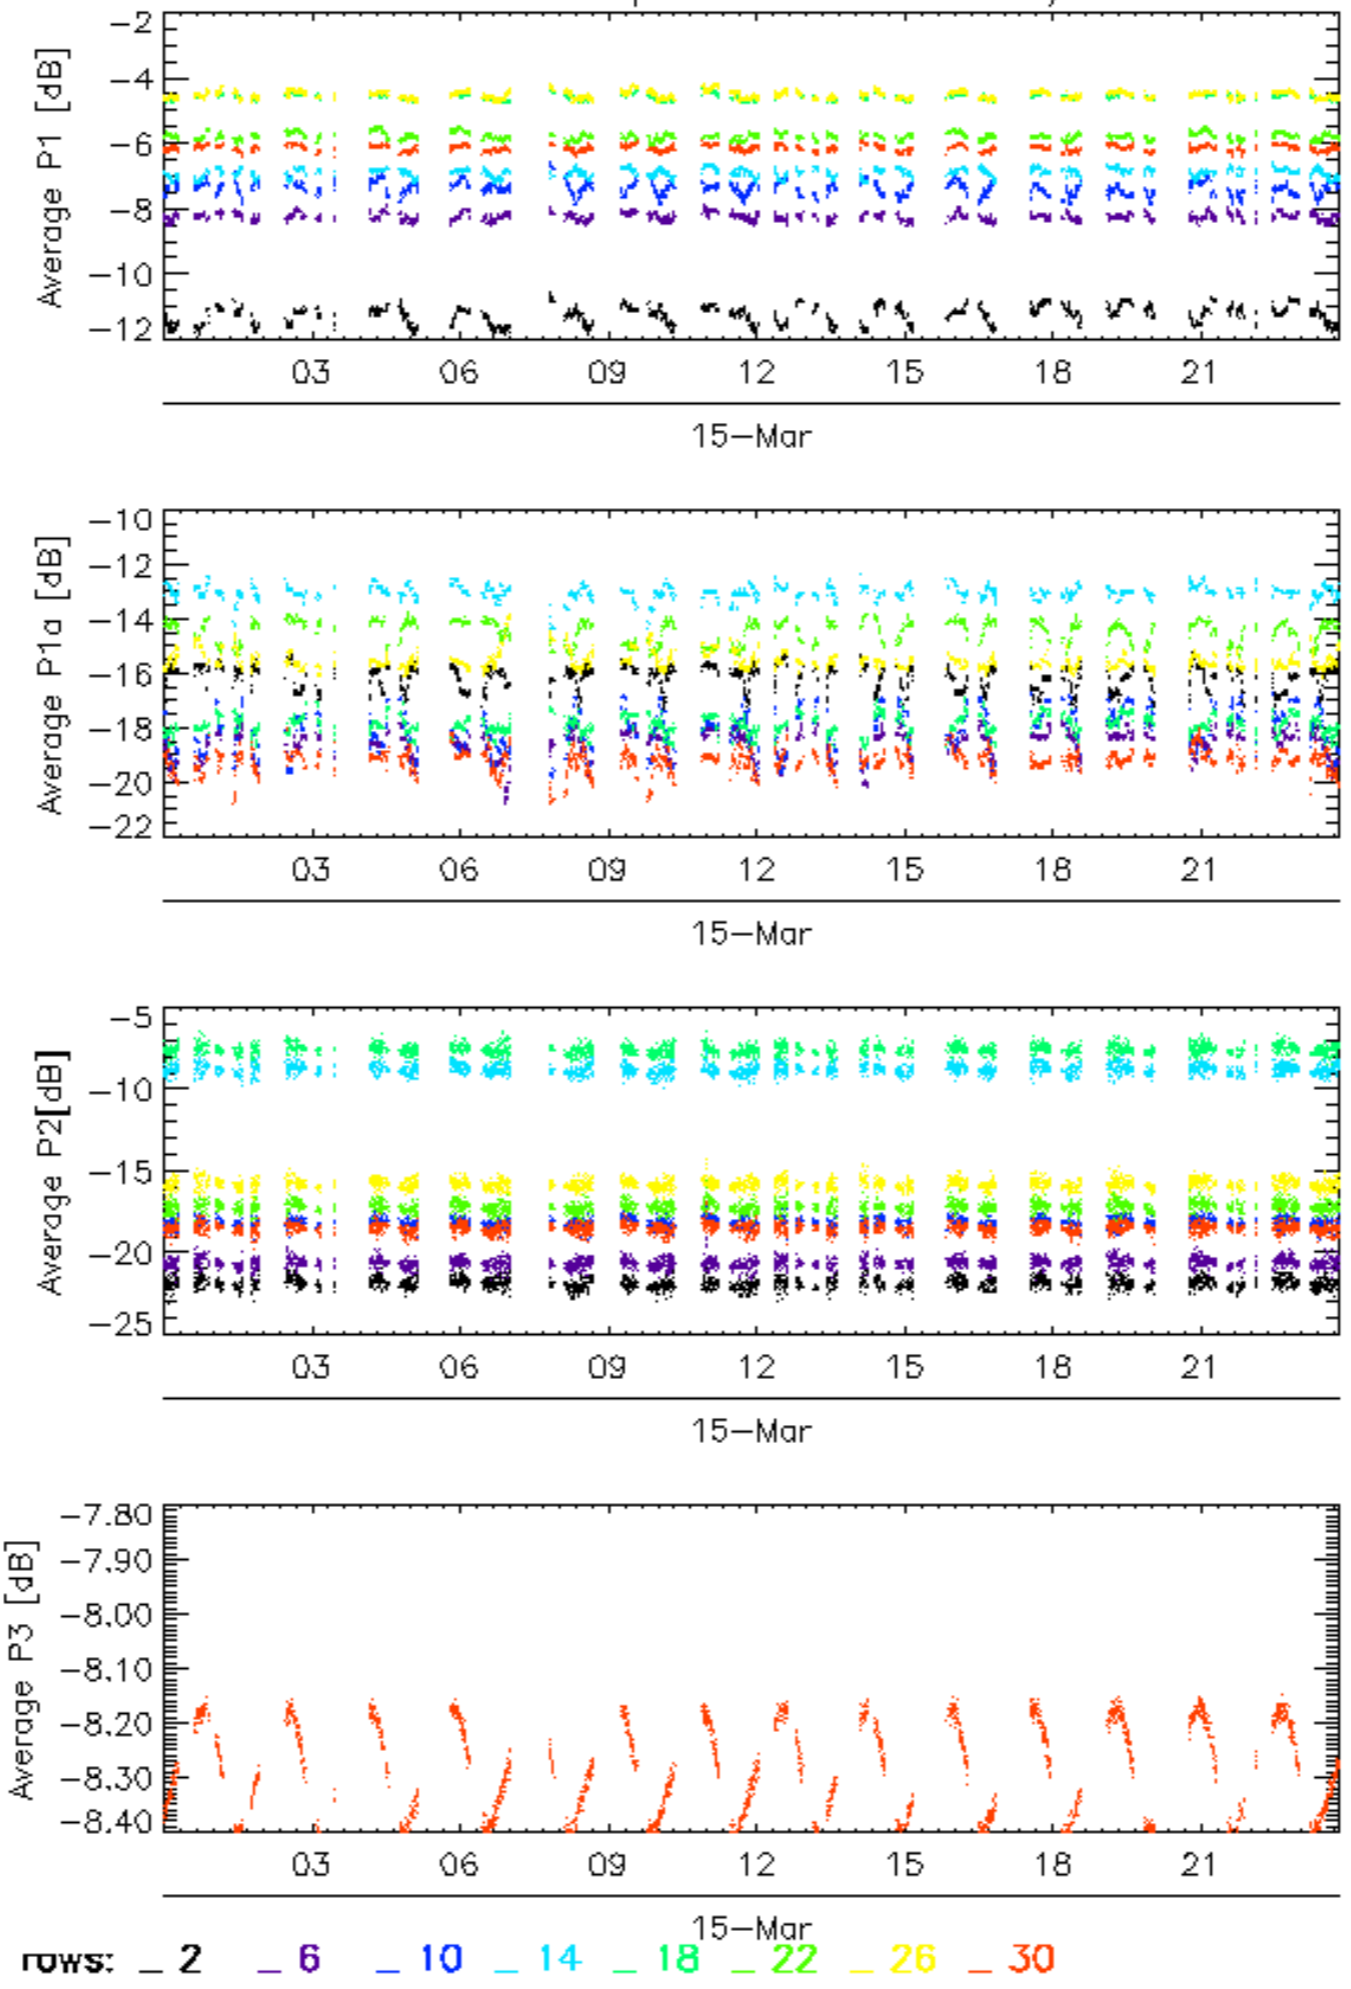 Average P1 [dB]
-2
-4
-6
-8
-10
-12
03 06 09 12 15 18 21
15-Mar
Average P1a [dB]
-10
-12
-14
-16
-18
-20
-22
03 06 09 12 15 18 21
15-Mar
Average P2[dB]
-5
-10
-15
-20
-25
03 06 09 12 15 18 21
15-Mar
Average P3 [dB]
-7.80
-7.90
-8.00
-8.10
-8.20
-8.30
-8.40
03 06 09 12 15 18 21
15-Mar
rows: _ 2 _ 6 _ 10 _ 14 _ 18 _ 22 _ 26 _ 30